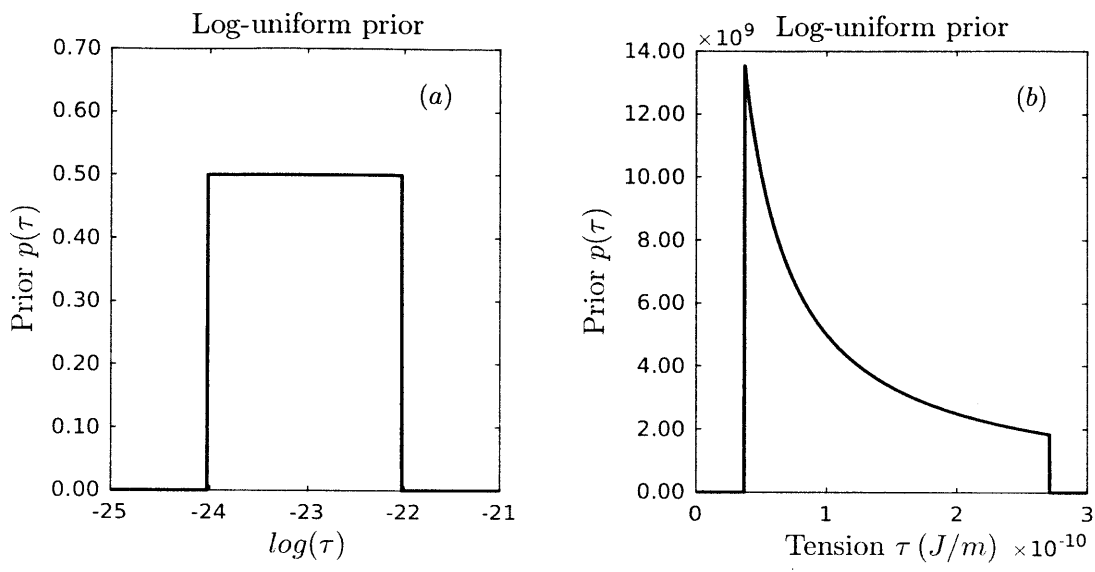 Log-uniform prior
0.70
0.60
0.50
0.40
0.30
0.20
0.10
0.00
Prior p(τ)
(a)
-25 -24 -23 -22 -21
log(τ)
×10⁹ Log-uniform prior
14.00
12.00
10.00
8.00
6.00
4.00
2.00
0.00
Prior p(τ)
(b)
0 1 2 3
Tension τ (J/m) ×10⁻¹⁰